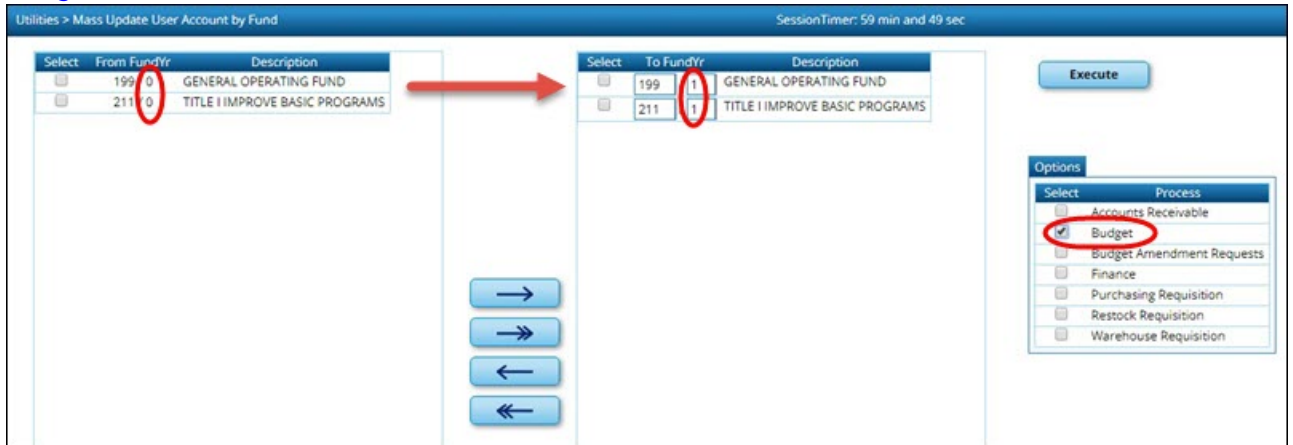 Utilities > Mass Update User Account by Fund SessionTimer: 59 min and 49 sec
Select From FundYr Description
199 / 0 GENERAL OPERATING FUND
211 / 0 TITLE I IMPROVE BASIC PROGRAMS
Select To FundYr Description
199 / 1 GENERAL OPERATING FUND
211 / 1 TITLE I IMPROVE BASIC PROGRAMS
Execute
Options
Select Process
Accounts Receivable
Budget
Budget Amendment Requests
Finance
Purchasing Requisition
Restock Requisition
Warehouse Requisition